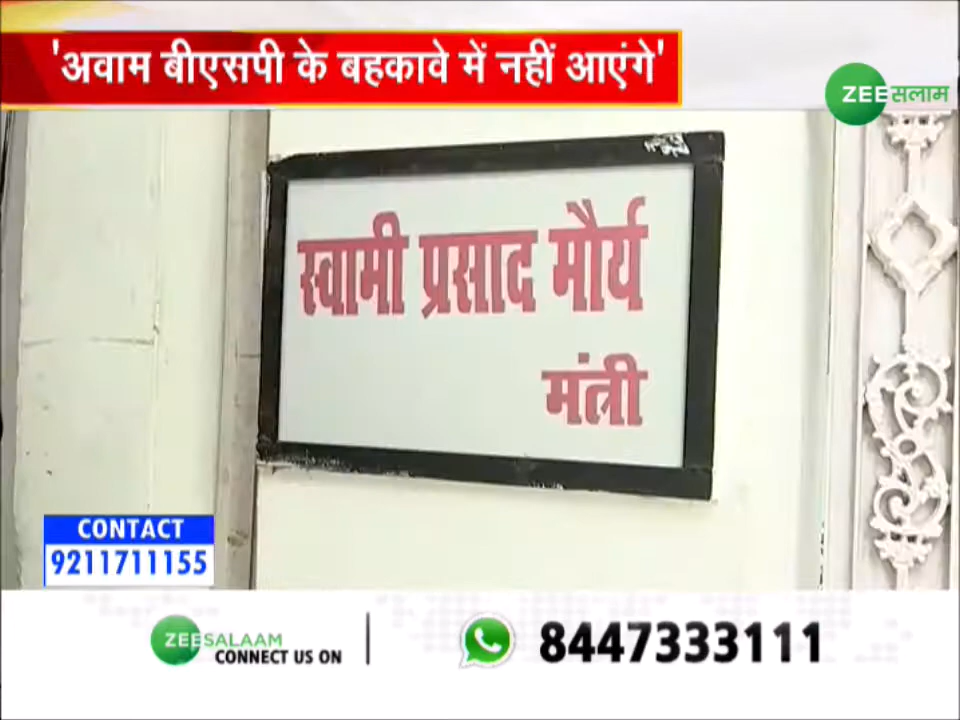 'अवाम बीएसपी के बहकावे में नहीं आएंगे'
ZEE सलाम
स्वामी प्रसाद मौर्य
मंत्री
CONTACT
9211711155
ZEE SALAAM
CONNECT US ON
8447333111